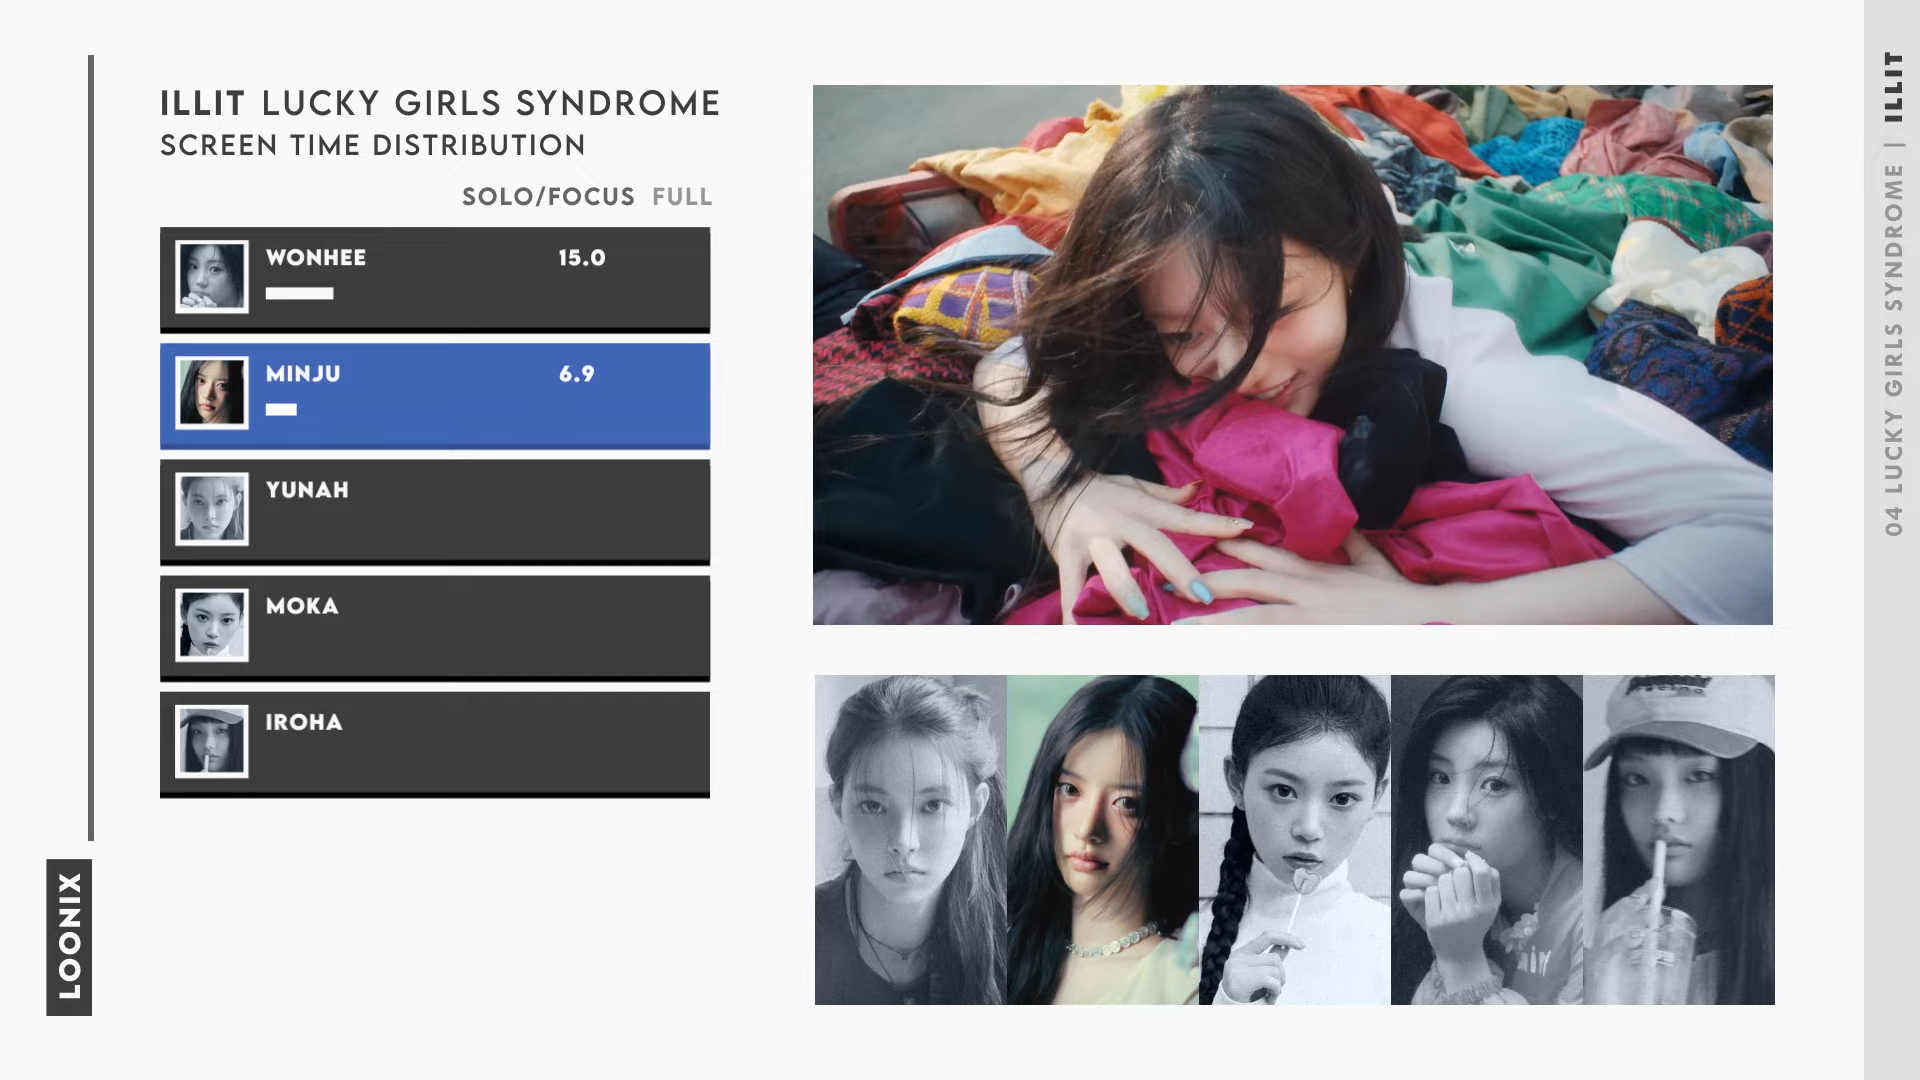 ILLIT LUCKY GIRLS SYNDROME
SCREEN TIME DISTRIBUTION
SOLO/FOCUS FULL
WONHEE 15.0
MINJU 6.9
YUNAH
MOKA
IROHA
LOONIX
04 LUCKY GIRLS SYNDROME | ILLIT